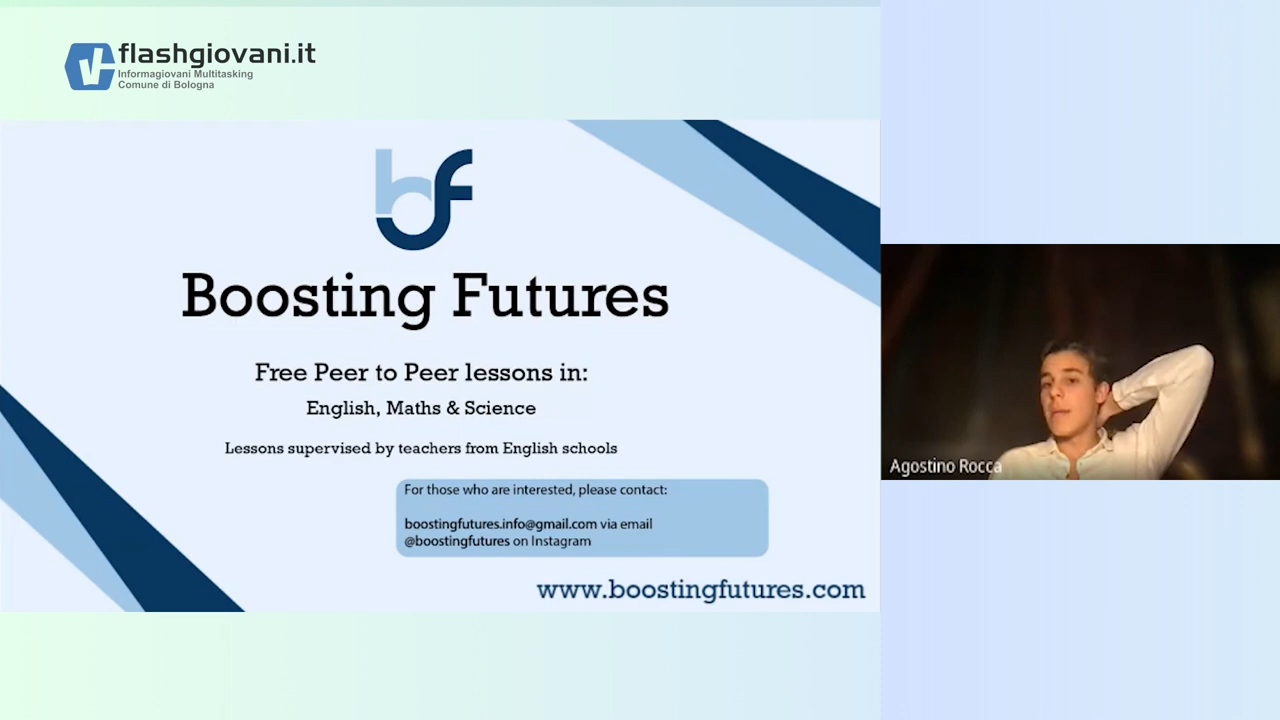 flashgiovani.it
Informagiovani Multitasking
Comune di Bologna
bf
Boosting Futures
Free Peer to Peer lessons in:
English, Maths & Science
Lessons supervised by teachers from English schools
For those who are interested, please contact:
boostingfutures.info@gmail.com via email
@boostingfutures on Instagram
www.boostingfutures.com
Agostino Rocca